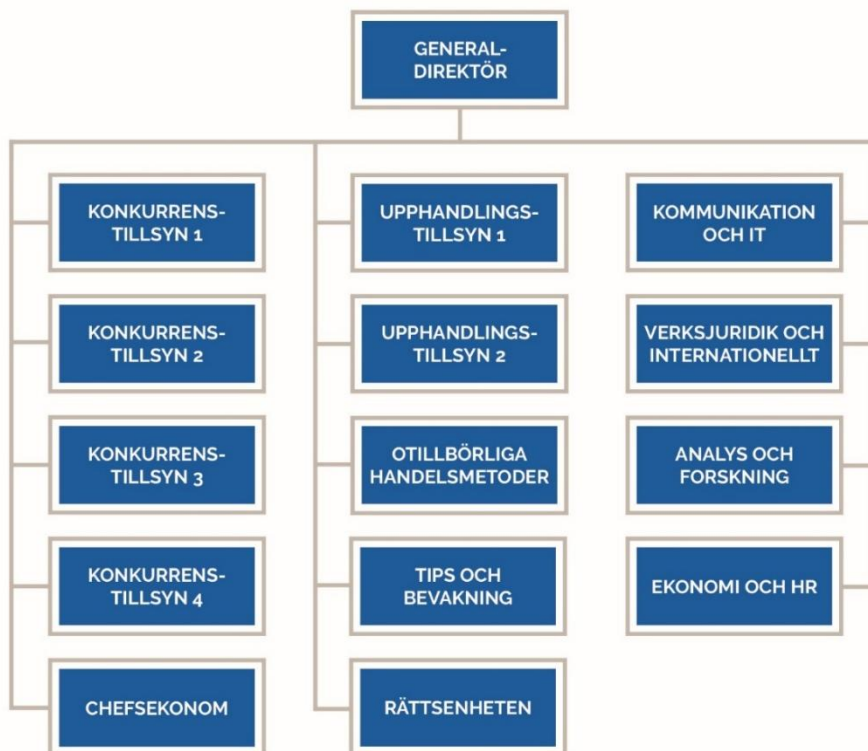 GENERAL-
DIREKTÖR
KONKURRENS-
TILLSYN 1
KONKURRENS-
TILLSYN 2
KONKURRENS-
TILLSYN 3
KONKURRENS-
TILLSYN 4
CHEFSEKONOM
UPPHANDLINGS-
TILLSYN 1
UPPHANDLINGS-
TILLSYN 2
OTILLBÖRLIGA
HANDELSMETODER
TIPS OCH
BEVAKNING
RÄTTSENHETEN
KOMMUNIKATION
OCH IT
VERKSJURIDIK OCH
INTERNATIONELLT
ANALYS OCH
FORSKNING
EKONOMI OCH HR